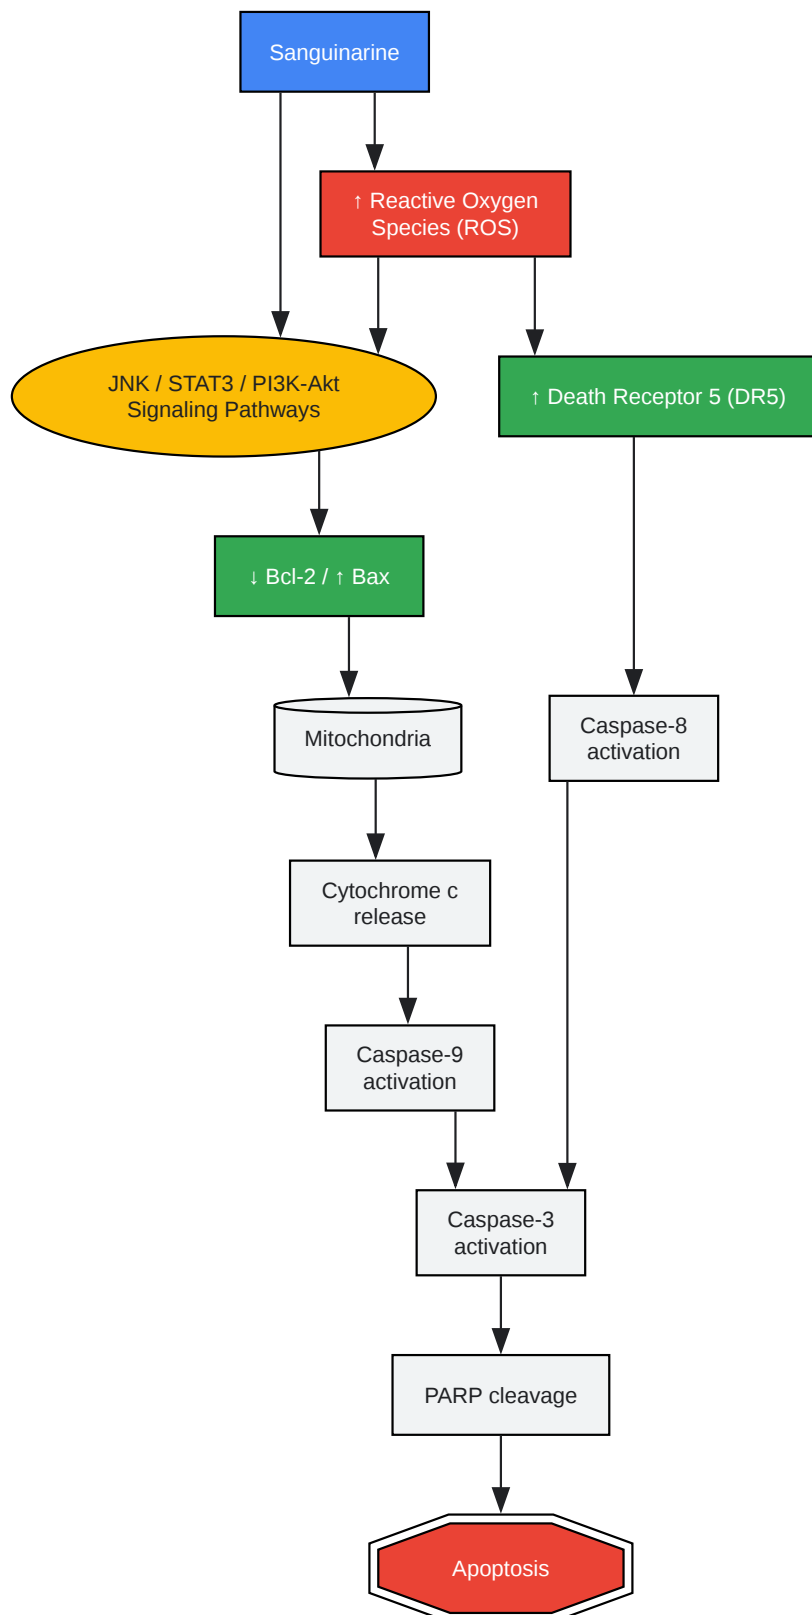 Sanguinarine
↑ Reactive Oxygen
Species (ROS)
JNK / STAT3 / PI3K-Akt
Signaling Pathways
↑ Death Receptor 5 (DR5)
↓ Bcl-2 / ↑ Bax
Mitochondria
Caspase-8
activation
Cytochrome c
release
Caspase-9
activation
Caspase-3
activation
PARP cleavage
Apoptosis